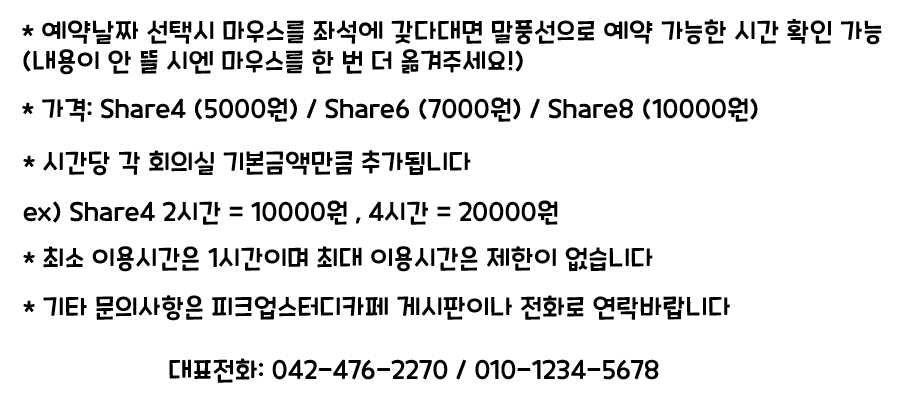 * 예약날짜 선택시 마우스를 좌석에 갖다대면 말풍선으로 예약 가능한 시간 확인 가능
(내용이 안 뜰 시엔 마우스를 한 번 더 옮겨주세요!)
* 가격: Share4 (5000원) / Share6 (7000원) / Share8 (10000원)
* 시간당 각 회의실 기본금액만큼 추가됩니다
ex) Share4 2시간 = 10000원 , 4시간 = 20000원
* 최소 이용시간은 1시간이며 최대 이용시간은 제한이 없습니다
* 기타 문의사항은 피크업스터디카페 게시판이나 전화로 연락바랍니다
대표전화: 042-476-2270 / 010-1234-5678